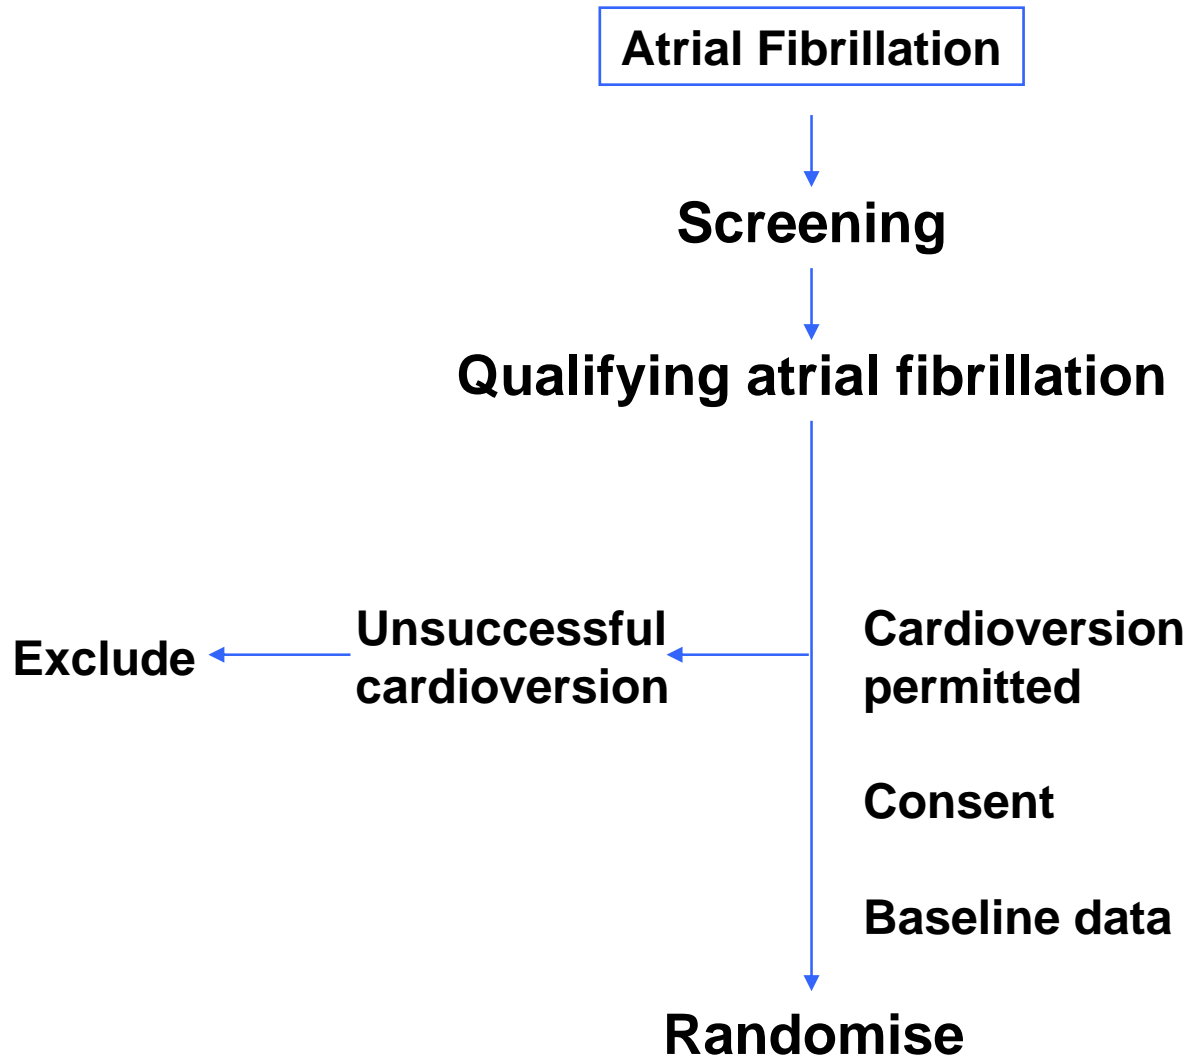 Atrial Fibrillation
Screening
Qualifying atrial fibrillation
Exclude
Unsuccessful
cardioversion
Cardioversion
permitted
Consent
Baseline data
Randomise